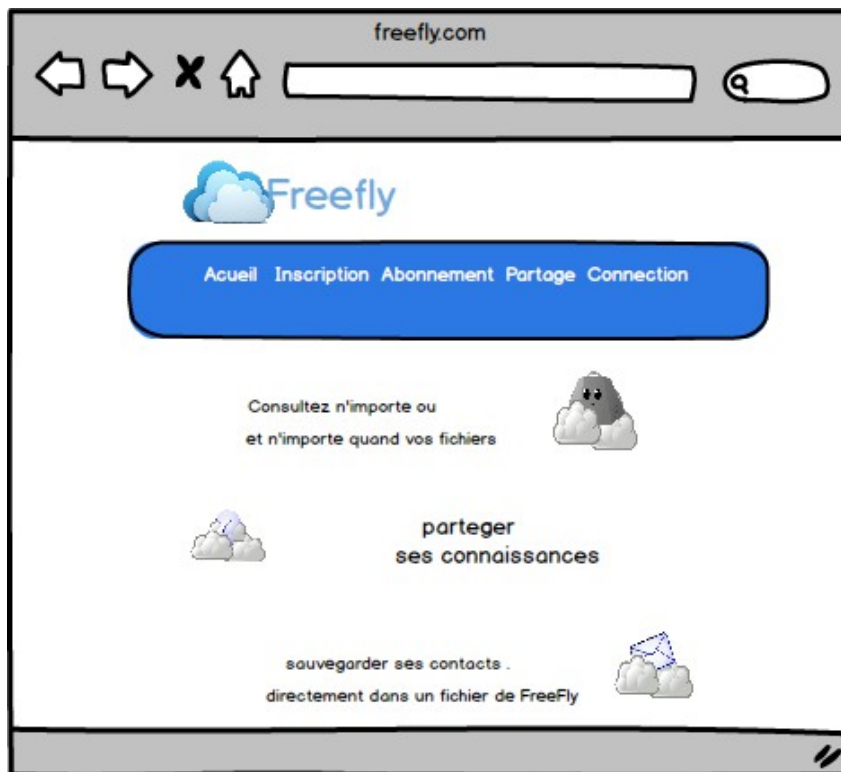 freefly.com
Freefly
Acueil Inscription Abonnement Partage Connection
Consultez n'importe ou
et n'importe quand vos fichiers
parteger
ses connaissances
sauvegarder ses contacts .
directement dans un fichier de FreeFly